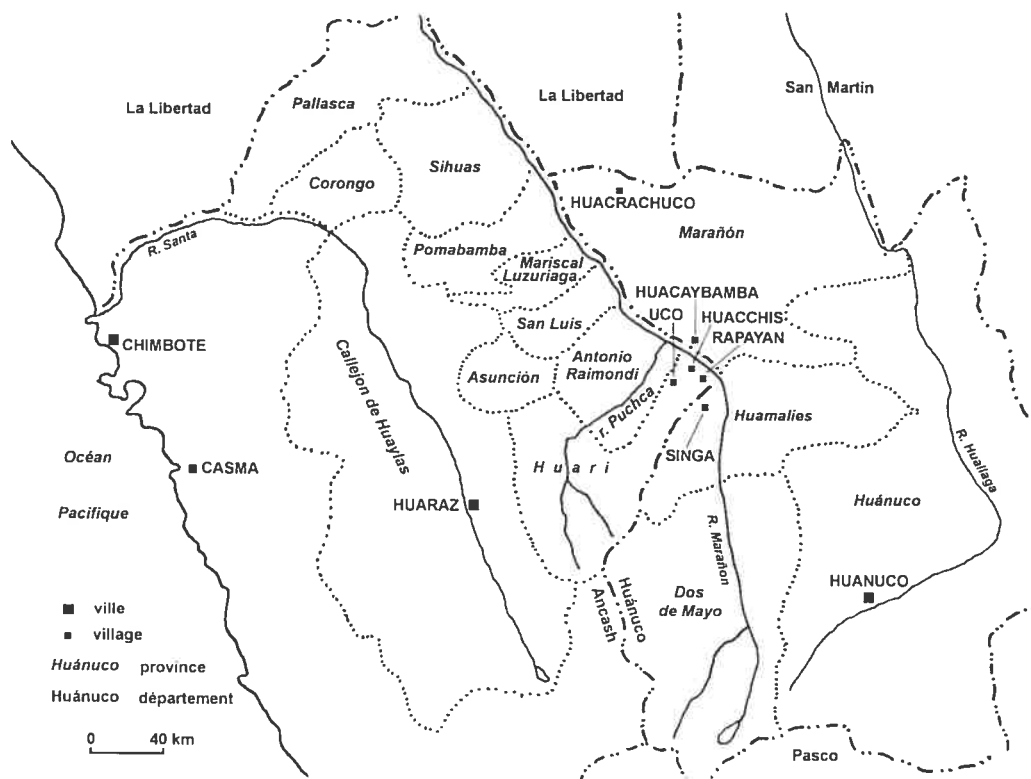 La Libertad
Pallasca
La Libertad
San Martin
Corongo
Sihuas
HUACRACHUCO
Marañón
R. Santa
Pomabamba
Mariscal
Luzuriaga
HUACAYBAMBA
UCO
HUACCHIS
RAPAYAN
San Luis
CHIMBOTE
Callejon de Huaylas
Antonio
Raimondi
Asunción
r. Puchca
Huamalies
SINGA
Océan
Pacifique
CASMA
Huari
R. Huallaga
HUARAZ
Huánuco
R. Marañon
HUANUCO
Dos
de Mayo
Huánuco
Ancash
ville
village
Huánuco province
Huánuco département
0 40 km
Pasco